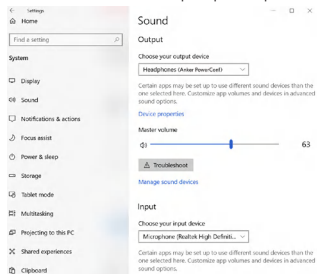 Settings
Home
Find a setting
System
Display
Sound
Notifications & actions
Focus assist
Power & sleep
Storage
Tablet mode
Multitasking
Projecting to this PC
Shared experiences
Clipboard
Sound
Output
Choose your output device
Headphones (Anker PowerConf)
Certain apps may be set up to use different sound devices than the
one selected here. Customize app volumes and devices in advanced
sound options.
Device properties
Master volume
63
Troubleshoot
Manage sound devices
Input
Choose your input device
Microphone (Realtek High Definiti...
Certain apps may be set up to use different sound devices than the
one selected here. Customize app volumes and devices in advanced
sound options.